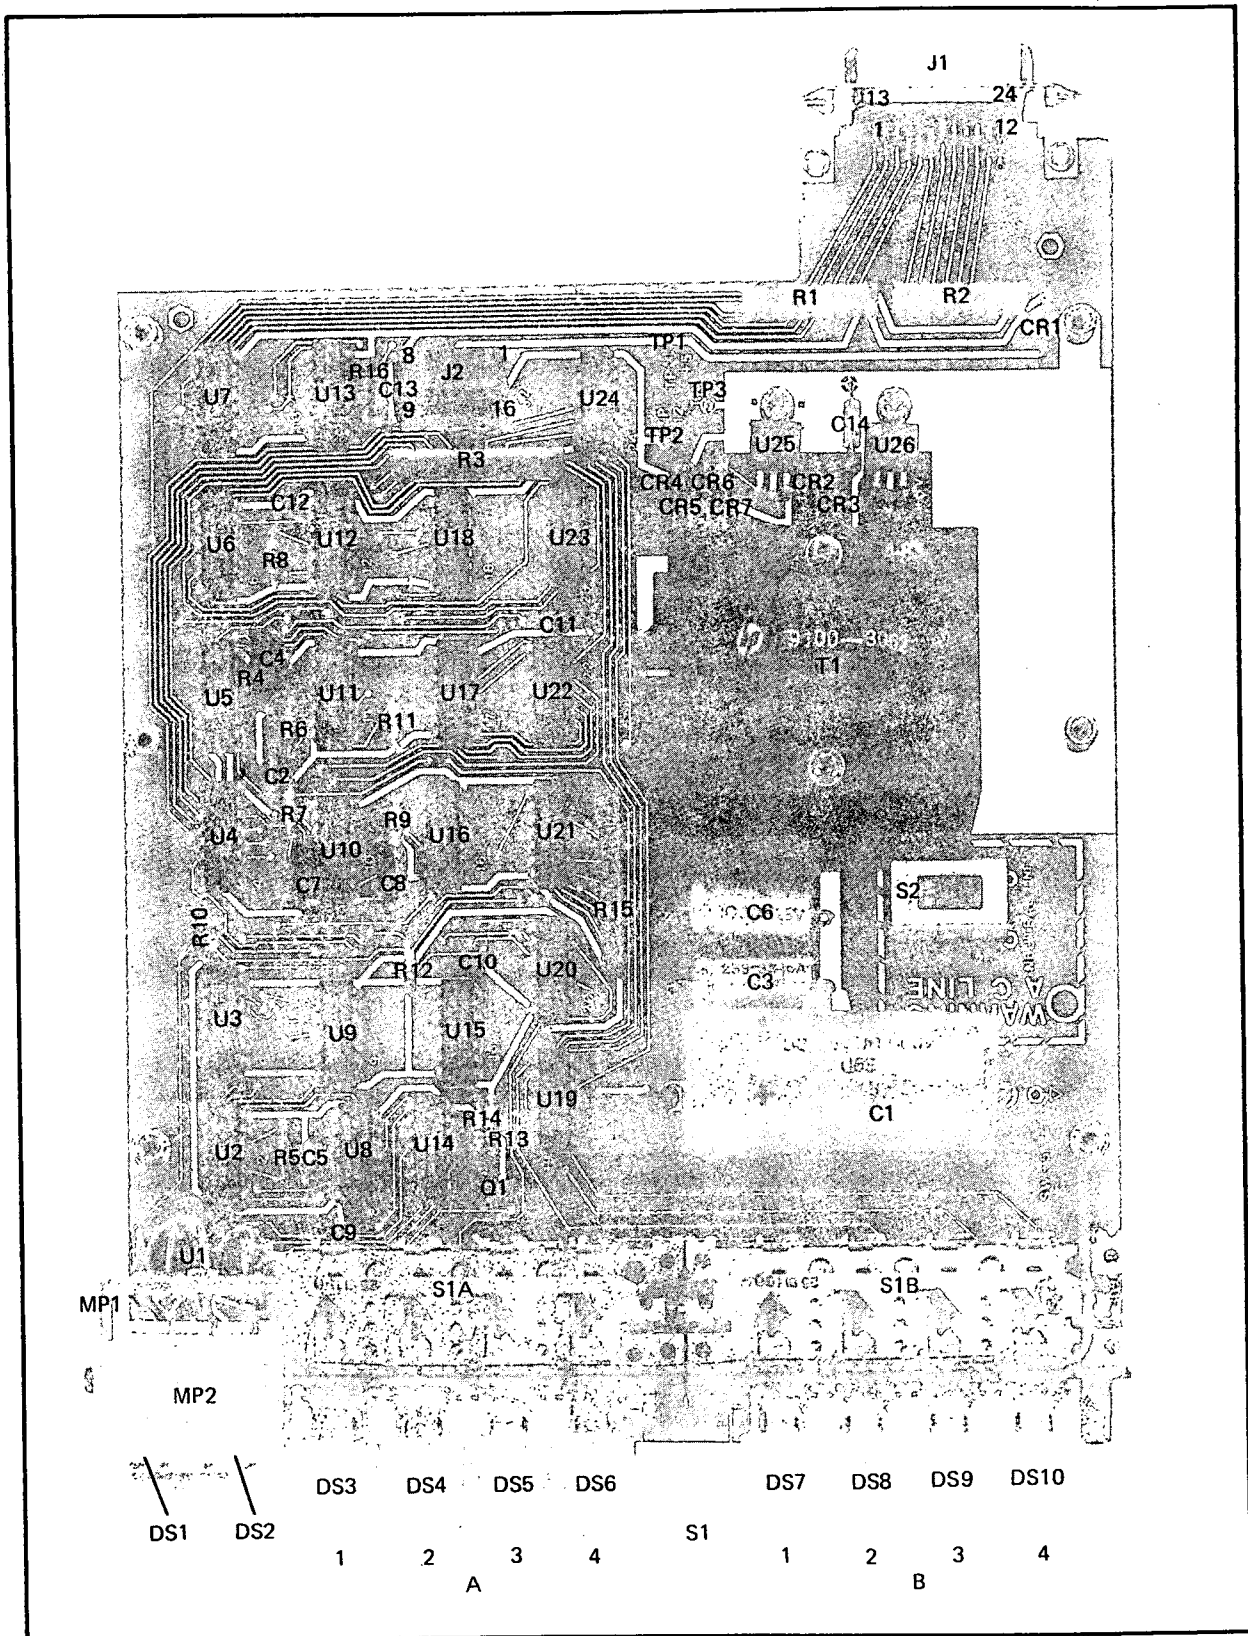 J1
13 24
1 12
R1 R2
CR1
TP1
8 1
R16 J2
U7 U13 C13 U24 TP3
9 16
C14
TP2 U25 U26
R3
CR4 CR6 CR2
CR5 CR7 CR3
C12
U6 U12 U18 U23
R8
C11
hp 9100
T1
C4
R4
U5 U11 U17 U22
R6 R11
C2
R7 R9
U4 U10 U16 U21
C7 C8
S2
R15 C6
R10
R12 C10 U20
C3
WARNING
AC LINE
U3 U9 U15
U19
C1
R14
U2 R5 C5 U8 U14 R13
Q1
C9
U1
MP1 S1A S1B
MP2
DS3 DS4 DS5 DS6 DS7 DS8 DS9 DS10
DS1 DS2 S1
1 2 3 4 1 2 3 4
A B